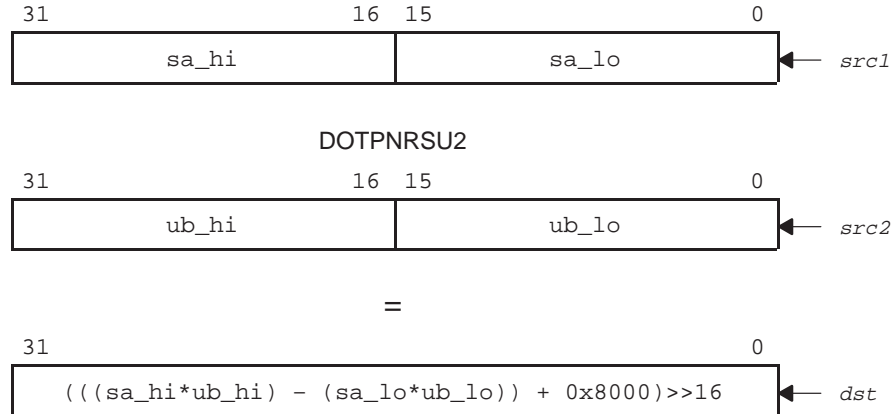 31 16 15 0
sa_hi sa_lo src1
DOTPNRSU2
31 16 15 0
ub_hi ub_lo src2
=
31 0
(((sa_hi*ub_hi) – (sa_lo*ub_lo)) + 0x8000)>>16 dst